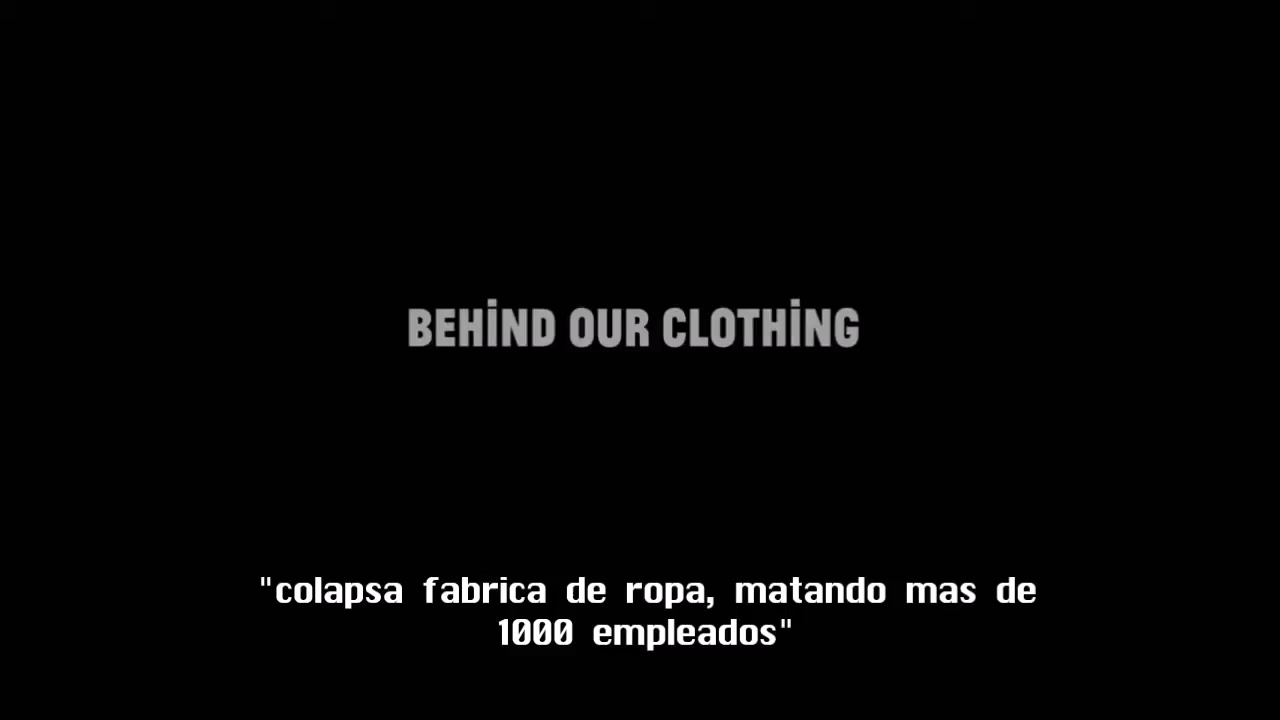 BEHİND OUR CLOTHİNG
"colapsa fabrica de ropa, matando mas de
1000 empleados"